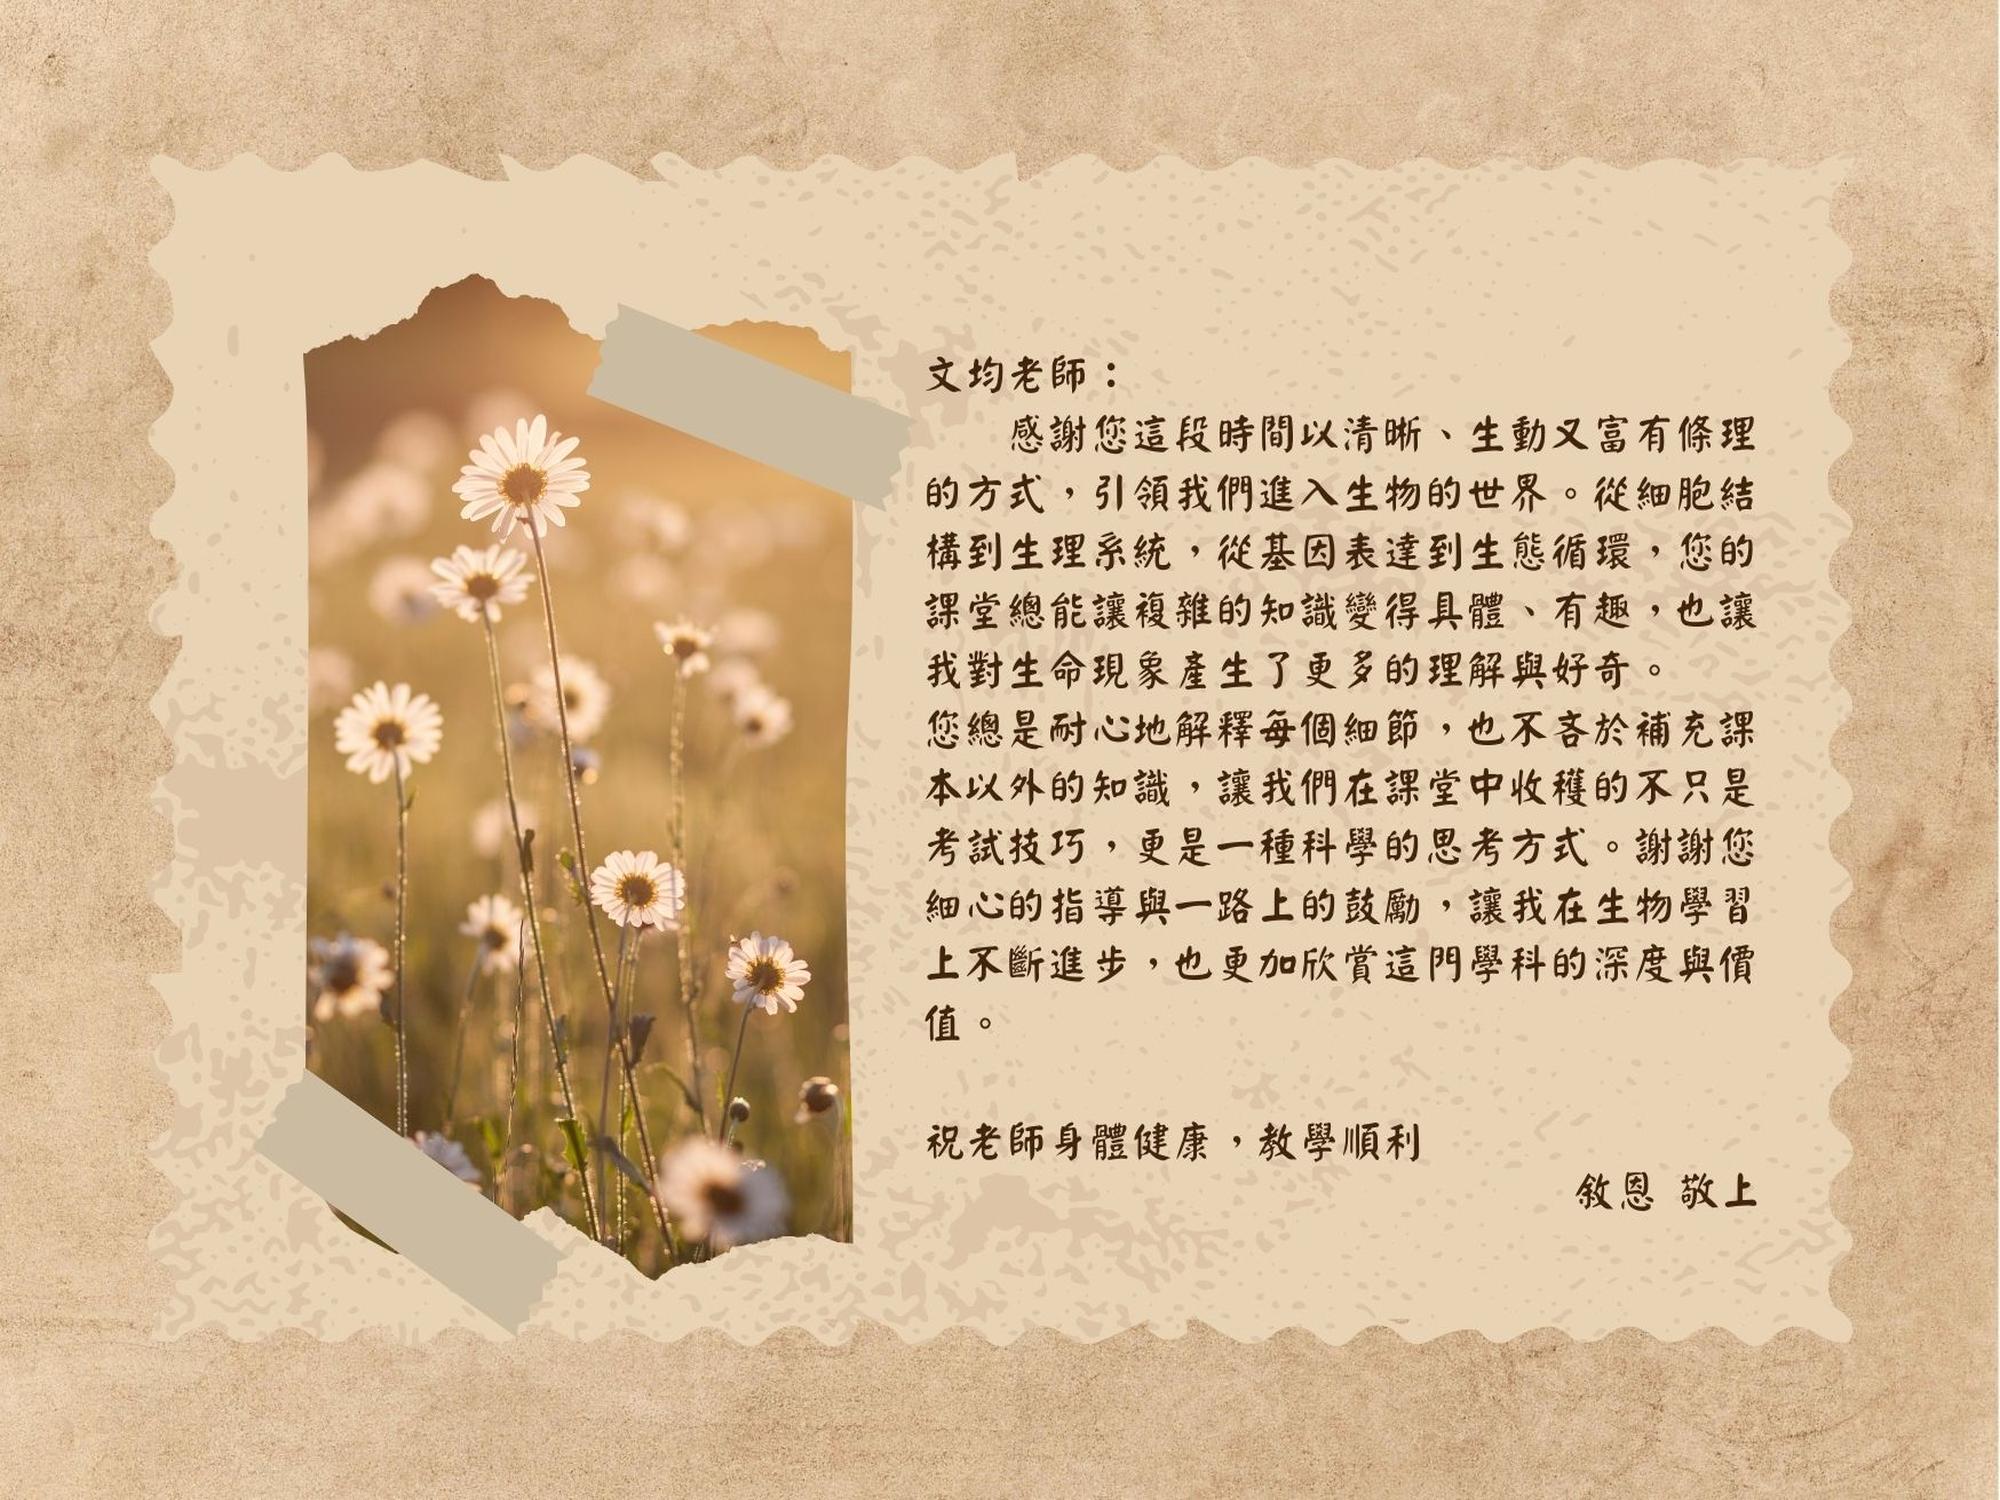 文均老師：
感謝您這段時間以清晰、生動又富有條理
的方式，引領我們進入生物的世界。從細胞結
構到生理系統，從基因表達到生態循環，您的
課堂總能讓複雜的知識變得具體、有趣，也讓
我對生命現象產生了更多的理解與好奇。
您總是耐心地解釋每個細節，也不吝於補充課
本以外的知識，讓我們在課堂中收穫的不只是
考試技巧，更是一種科學的思考方式。謝謝您
細心的指導與一路上的鼓勵，讓我在生物學習
上不斷進步，也更加欣賞這門學科的深度與價
值。
祝老師身體健康，教學順利
敘恩 敬上